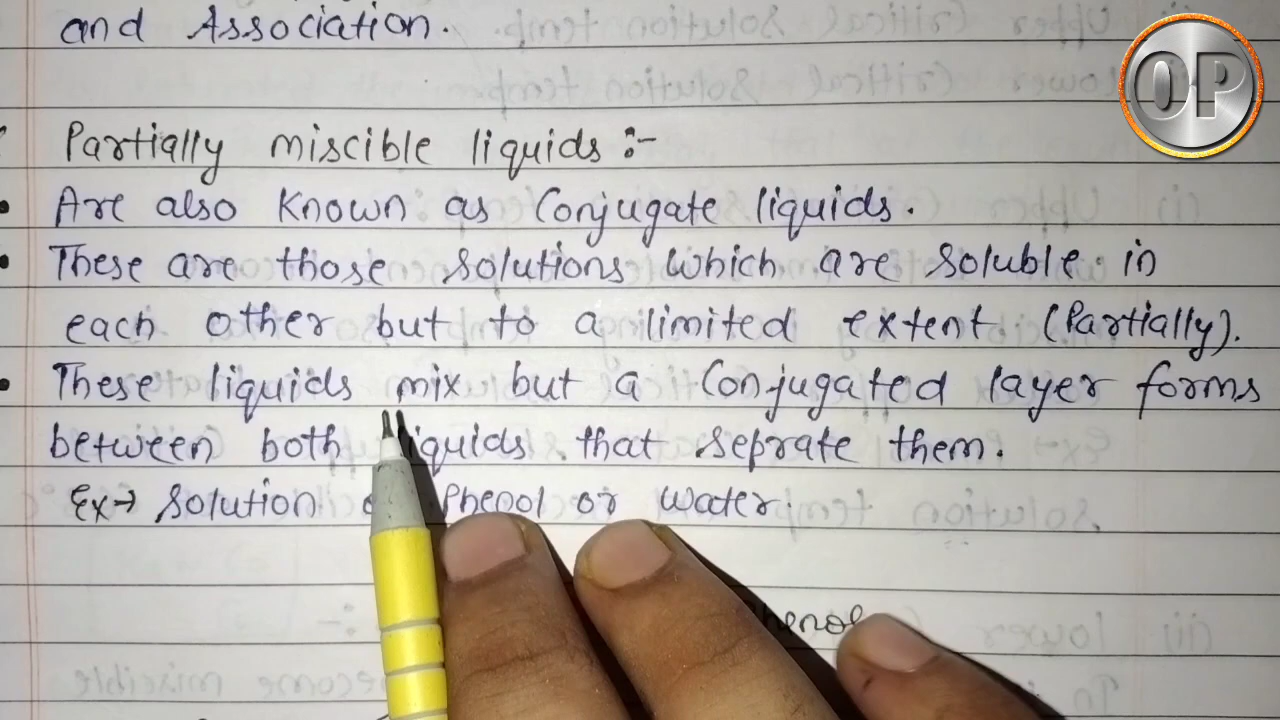 and Association.
OP
Partially miscible liquids :-
• Are also known as Conjugate liquids.
• These are those solutions which are soluble in
each other but to a limited extent (Partially).
• These liquids mix but a Conjugated layer forms
between both liquids that seprate them.
Ex → Solution Phenol or Water.
Phenol